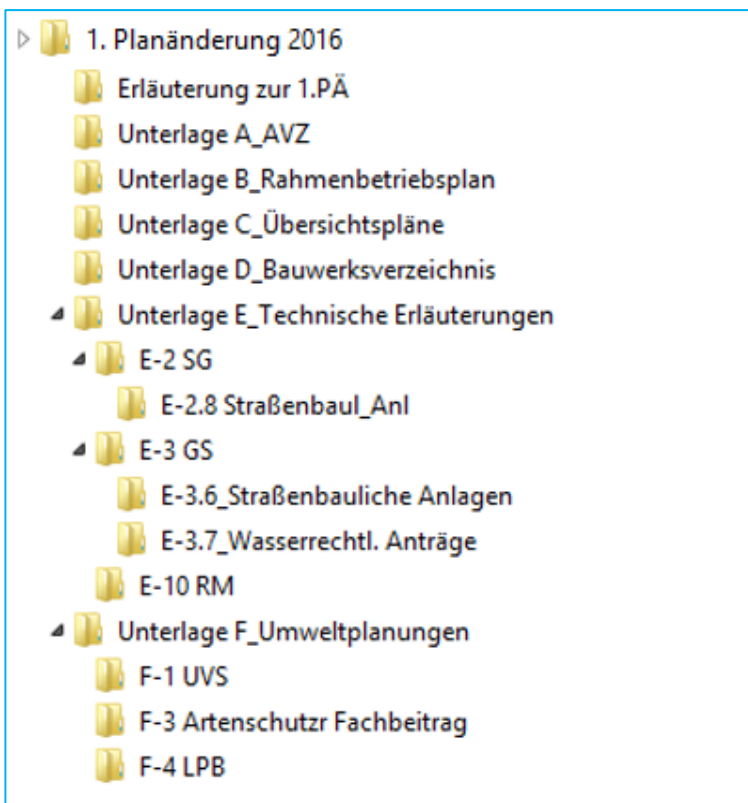 1. Planänderung 2016
Erläuterung zur 1.PÄ
Unterlage A_AVZ
Unterlage B_Rahmenbetriebsplan
Unterlage C_Übersichtspläne
Unterlage D_Bauwerksverzeichnis
Unterlage E_Technische Erläuterungen
E-2 SG
E-2.8 Straßenbaul_Anl
E-3 GS
E-3.6_Straßenbauliche Anlagen
E-3.7_Wasserrechtl. Anträge
E-10 RM
Unterlage F_Umweltplanungen
F-1 UVS
F-3 Artenschutzr Fachbeitrag
F-4 LPB